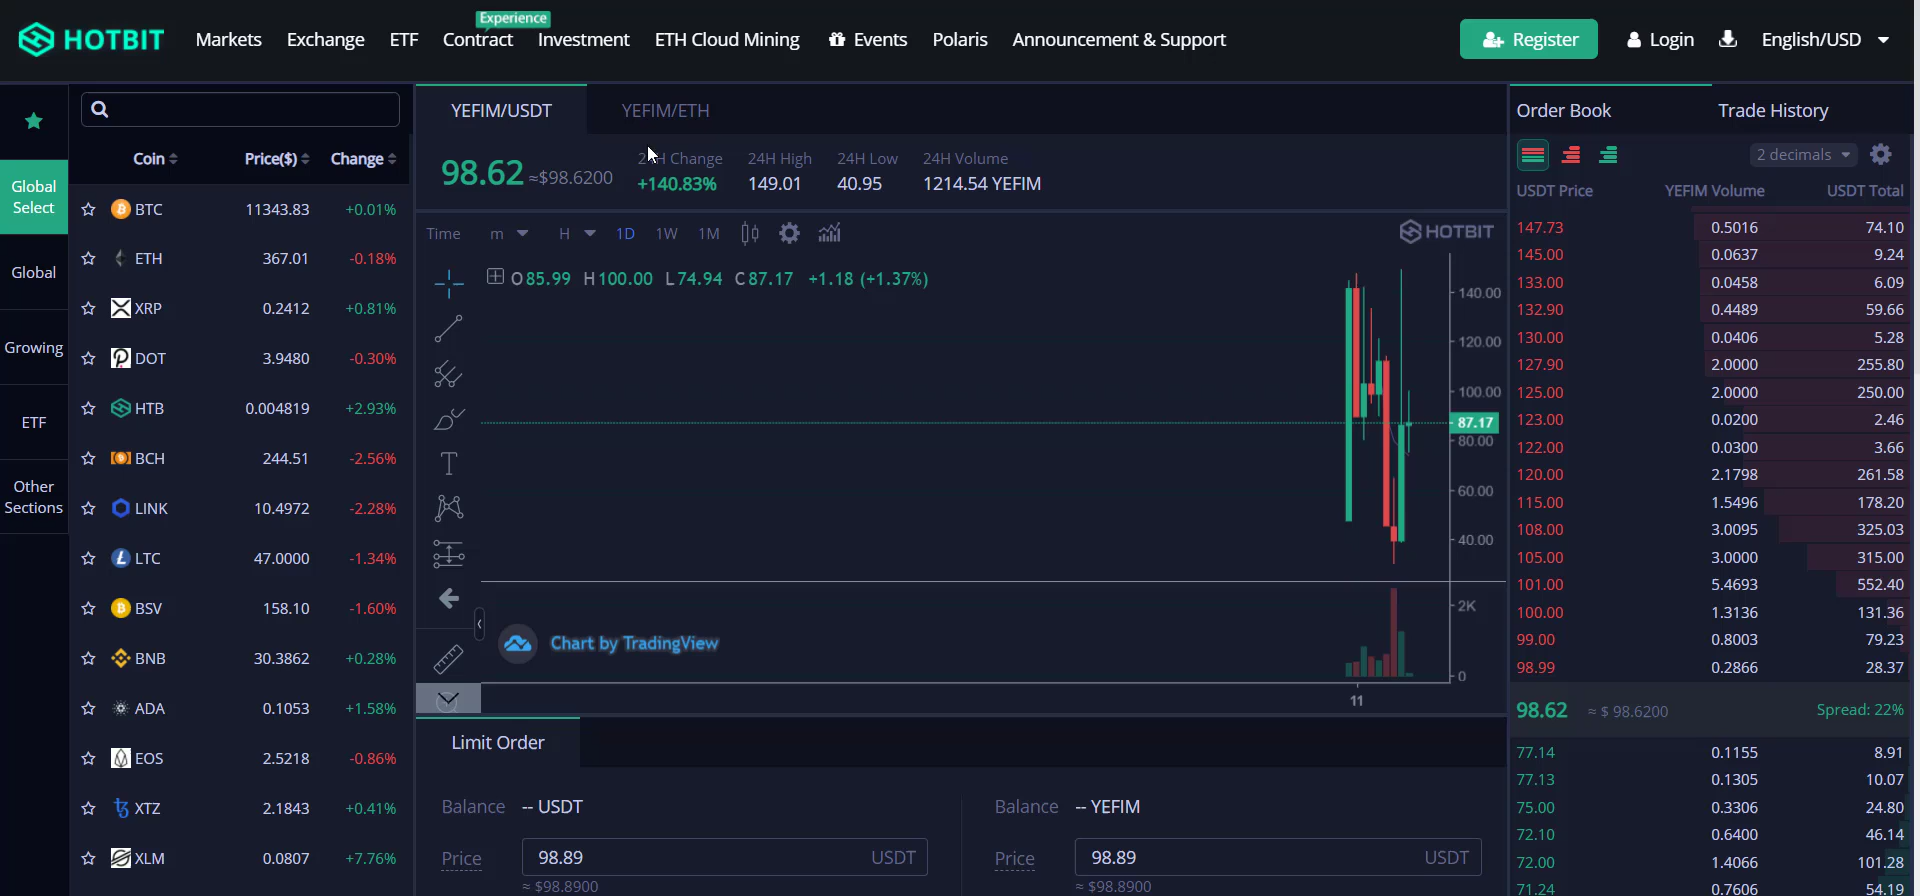 HOTBIT Markets Exchange ETF Contract Investment ETH Cloud Mining Events Polaris Announcement & Support Register Login English/USD
Experience
Global Select
Global
Growing
ETF
Other Sections
Coin Price($) Change
BTC 11343.83 +0.01%
ETH 367.01 -0.18%
XRP 0.2412 +0.81%
DOT 3.9480 -0.30%
HTB 0.004819 +2.93%
BCH 244.51 -2.56%
LINK 10.4972 -2.28%
LTC 47.0000 -1.34%
BSV 158.10 -1.60%
BNB 30.3862 +0.28%
ADA 0.1053 +1.58%
EOS 2.5218 -0.86%
XTZ 2.1843 +0.41%
XLM 0.0807 +7.76%
YEFIM/USDT YEFIM/ETH
98.62 ≈$98.6200
24H Change 24H High 24H Low 24H Volume
+140.83% 149.01 40.95 1214.54 YEFIM
Time m H 1D 1W 1M
HOTBIT
O 85.99 H 100.00 L 74.94 C 87.17 +1.18 (+1.37%)
140.00
120.00
100.00
87.17
80.00
60.00
40.00
2K
0
Chart by TradingView
11
Limit Order
Balance -- USDT Balance -- YEFIM
Price 98.89 USDT Price 98.89 USDT
≈ $98.8900 ≈ $98.8900
Order Book Trade History
2 decimals
USDT Price YEFIM Volume USDT Total
147.73 0.5016 74.10
145.00 0.0637 9.24
133.00 0.0458 6.09
132.90 0.4489 59.66
130.00 0.0406 5.28
127.90 2.0000 255.80
125.00 2.0000 250.00
123.00 0.0200 2.46
122.00 0.0300 3.66
120.00 2.1798 261.58
115.00 1.5496 178.20
108.00 3.0095 325.03
105.00 3.0000 315.00
101.00 5.4693 552.40
100.00 1.3136 131.36
99.00 0.8003 79.23
98.99 0.2866 28.37
98.62 ≈ $ 98.6200 Spread: 22%
77.14 0.1155 8.91
77.13 0.1305 10.07
75.00 0.3306 24.80
72.10 0.6400 46.14
72.00 1.4066 101.28
71.24 0.7606 54.19